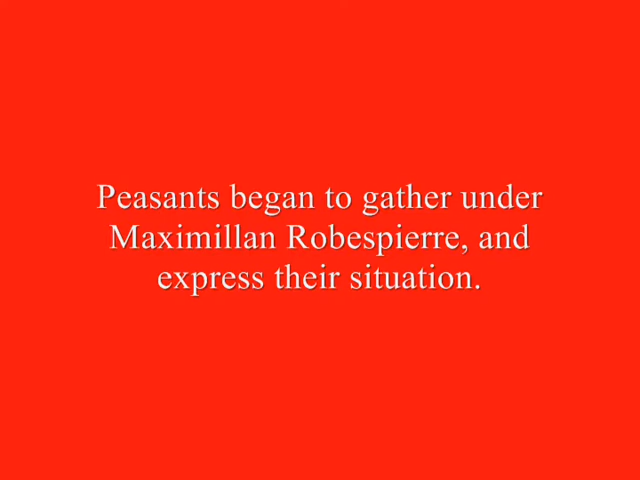 Peasants began to gather under
Maximillan Robespierre, and
express their situation.